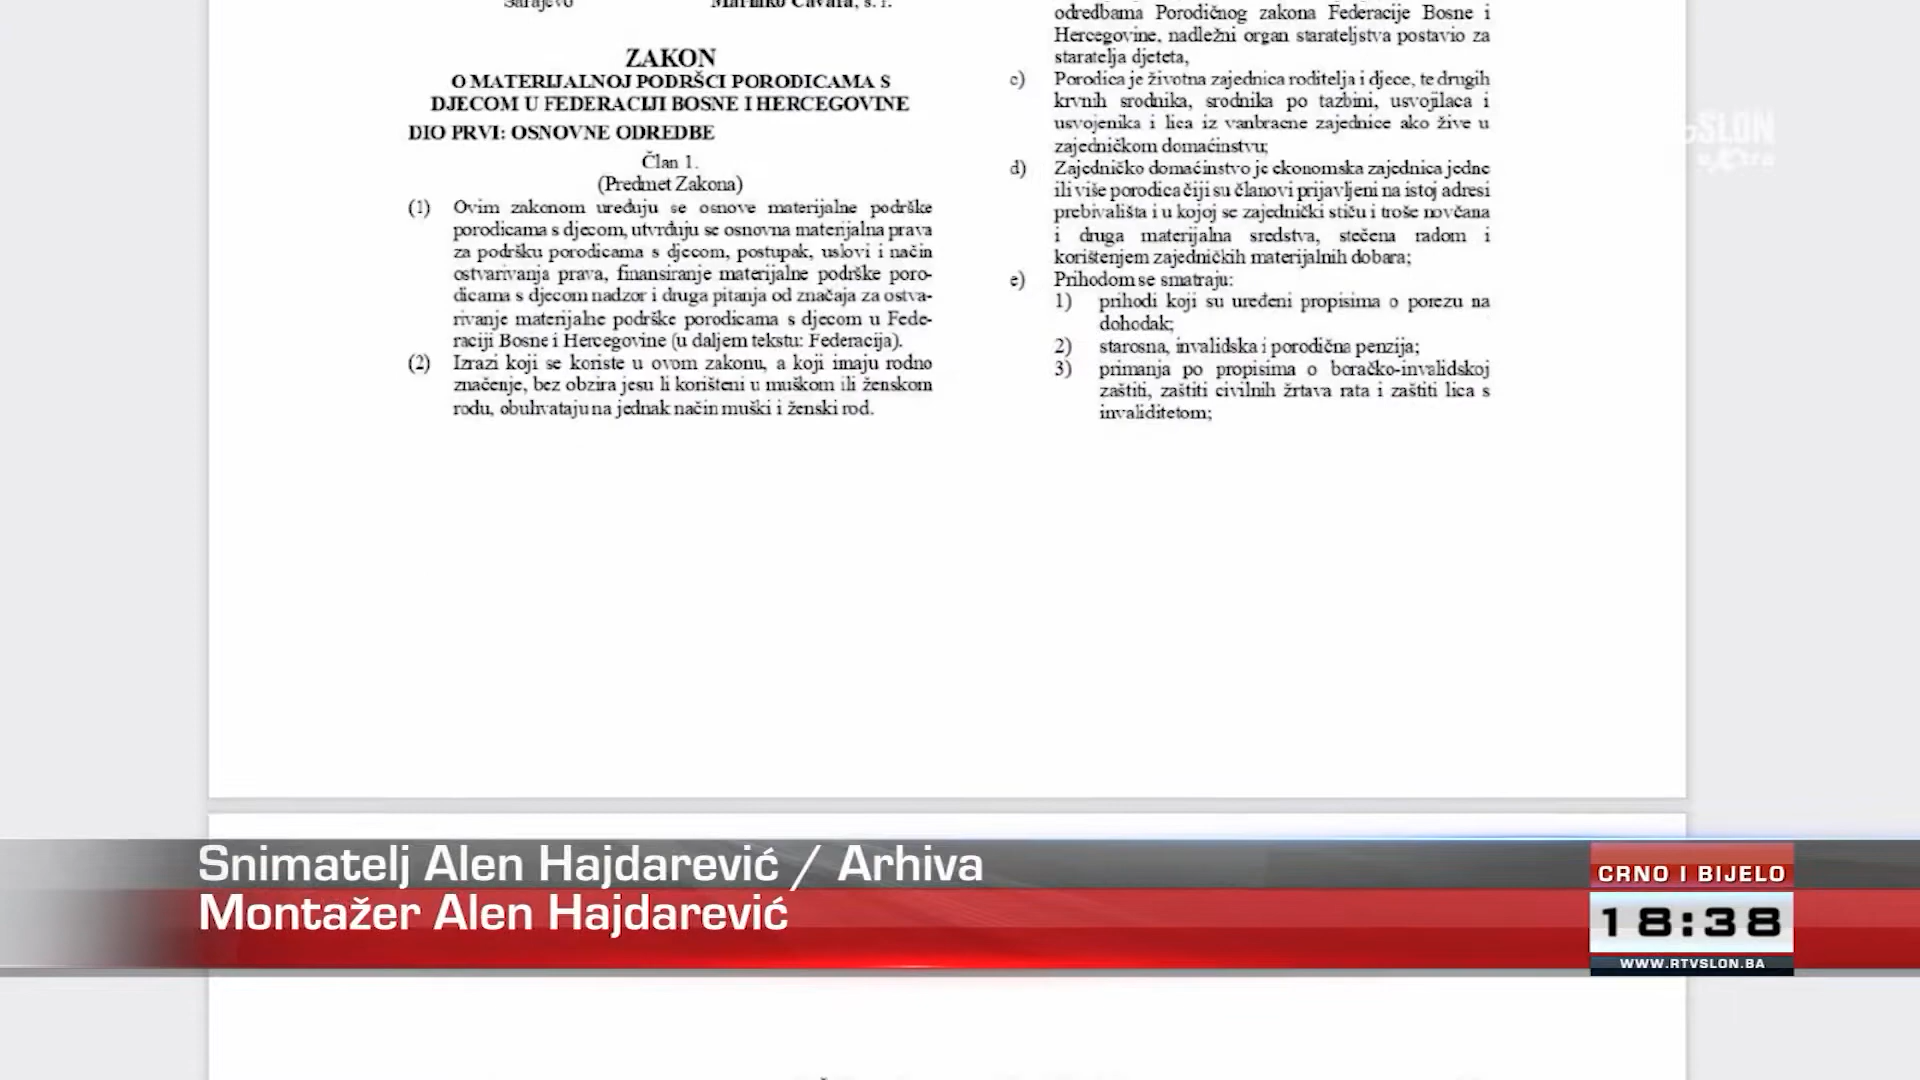 Sarajevo
Marinko Čavara, s. r.
ZAKON
O MATERIJALNOJ PODRŠCI PORODICAMA S
DJECOM U FEDERACIJI BOSNE I HERCEGOVINE
DIO PRVI: OSNOVNE ODREDBE
Član 1.
(Predmet Zakona)
(1) Ovim zakonom uređuju se osnove materijalne podrške
porodicama s djecom, utvrđuju se osnovna materijalna prava
za podršku porodicama s djecom, postupak, uslovi i način
ostvarivanja prava, finansiranje materijalne podrške poro-
dicama s djecom nadzor i druga pitanja od značaja za ostva-
rivanje materijalne podrške porodicama s djecom u Fede-
raciji Bosne i Hercegovine (u daljem tekstu: Federacija).
(2) Izrazi koji se koriste u ovom zakonu, a koji imaju rodno
značenje, bez obzira jesu li korišteni u muškom ili ženskom
rodu, obuhvataju na jednak način muški i ženski rod.
odredbama Porodičnog zakona Federacije Bosne i
Hercegovine, nadležni organ starateljstva postavio za
staratelja djeteta,
c) Porodica je životna zajednica roditelja i djece, te drugih
krvnih srodnika, srodnika po tazbini, usvojilaca i
usvojenika i lica iz vanbračne zajednice ako žive u
zajedničkom domaćinstvu;
d) Zajedničko domaćinstvo je ekonomska zajednica jedne
ili više porodica čiji su članovi prijavljeni na istoj adresi
prebivališta i u kojoj se zajednički stiču i troše novčana
i druga materijalna sredstva, stečena radom i
korištenjem zajedničkih materijalnih dobara;
e) Prihodom se smatraju:
1) prihodi koji su uređeni propisima o porezu na
dohodak;
2) starosna, invalidska i porodična penzija;
3) primanja po propisima o boračko-invalidskoj
zaštiti, zaštiti civilnih žrtava rata i zaštiti lica s
invaliditetom;
SLON
extra
Snimatelj Alen Hajdarević / Arhiva
Montažer Alen Hajdarević
CRNO I BIJELO
18:38
WWW.RTVSLON.BA